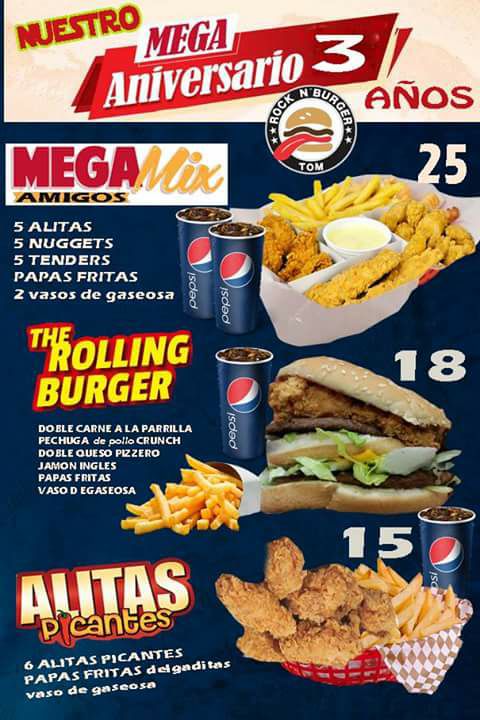 NUESTRO
MEGA
Aniversario 3
AÑOS
ROCK N' BURGER
TOM
MEGA Mix
AMIGOS
25
5 ALITAS
5 NUGGETS
5 TENDERS
PAPAS FRITAS
2 vasos de gaseosa
pepsi
pepsi
THE
ROLLING
BURGER
18
pepsi
DOBLE CARNE A LA PARRILLA
PECHUGA de pollo CRUNCH
DOBLE QUESO PIZZERO
JAMON INGLES
PAPAS FRITAS
VASO D EGASEOSA
15
ALITAS
Picantes
6 ALITAS PICANTES
PAPAS FRITAS delgaditas
vaso de gaseosa